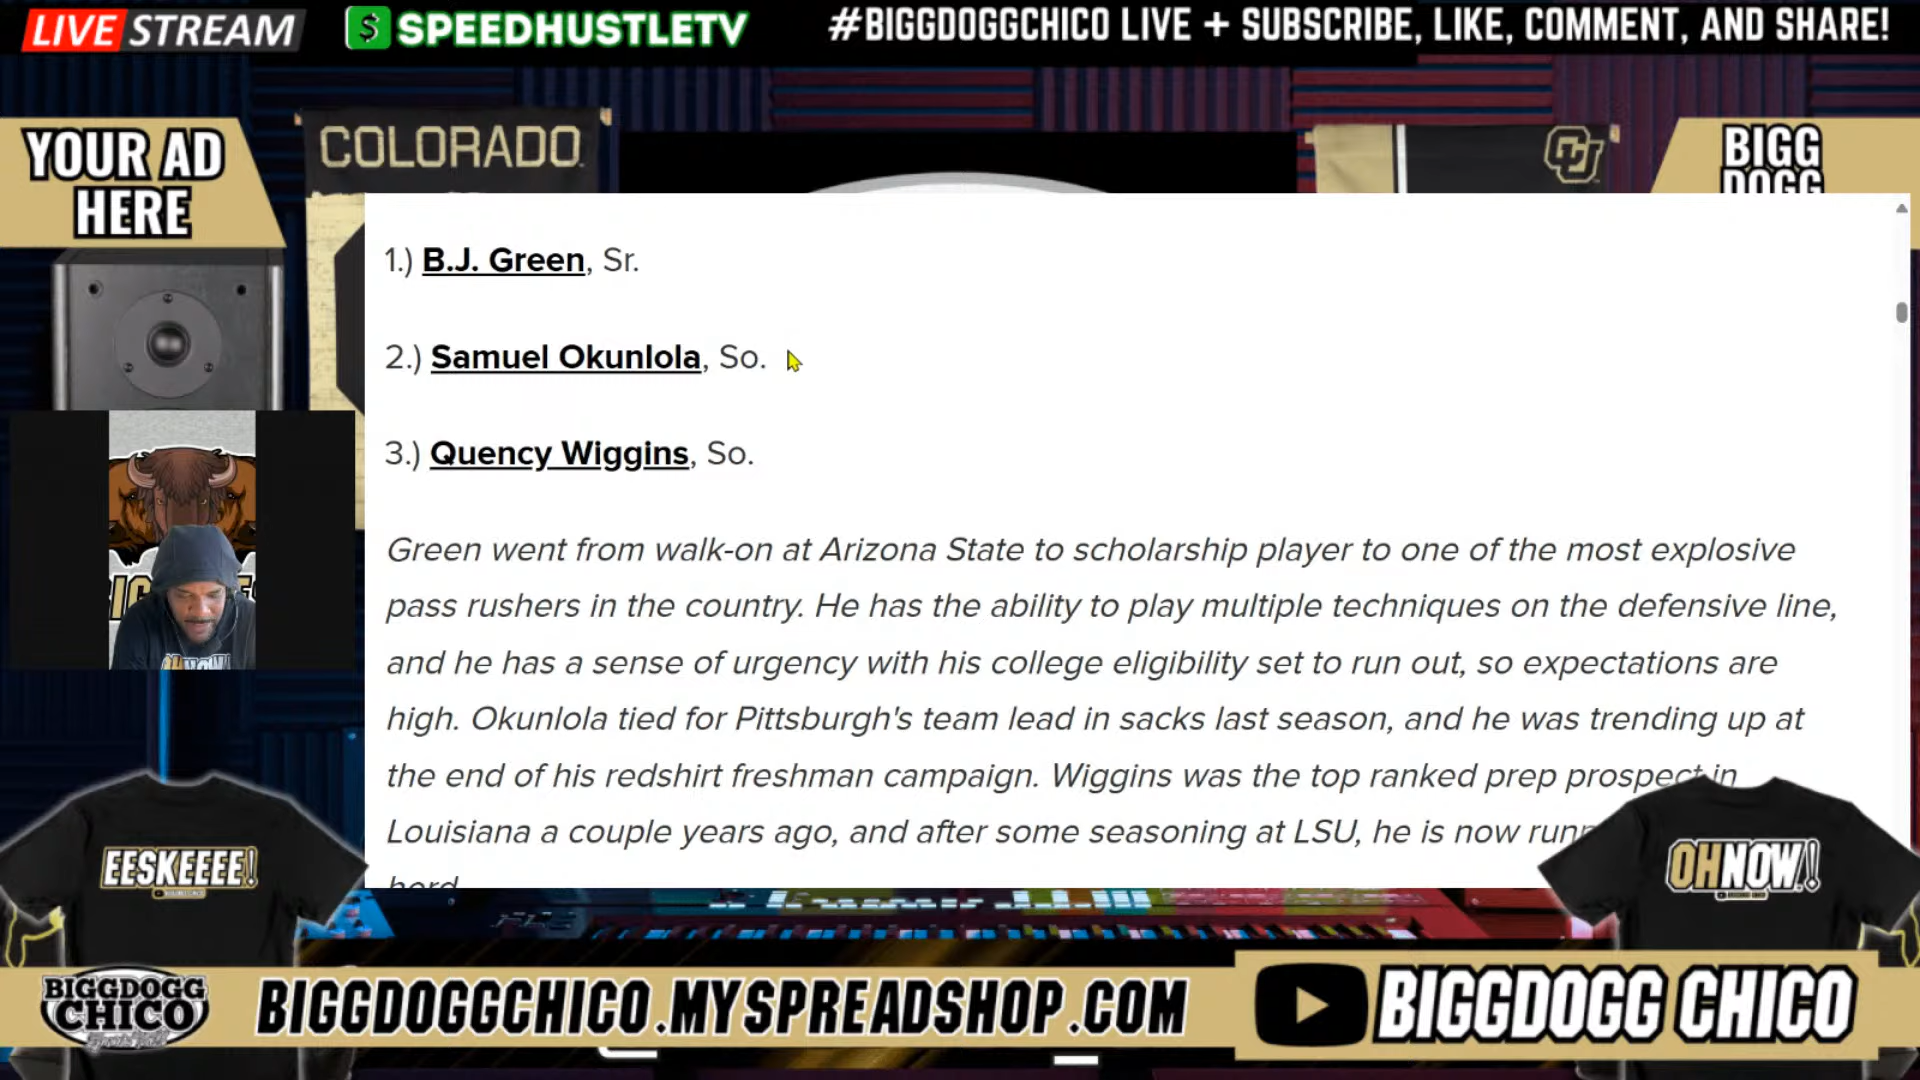 LIVE STREAM
$ SPEEDHUSTLETV
#BIGGDOGGCHICO LIVE + SUBSCRIBE, LIKE, COMMENT, AND SHARE!
YOUR AD
HERE
COLORADO
CU
BIGG
DOGG
1.) B.J. Green, Sr.
2.) Samuel Okunlola, So.
3.) Quency Wiggins, So.
Green went from walk-on at Arizona State to scholarship player to one of the most explosive
pass rushers in the country. He has the ability to play multiple techniques on the defensive line,
and he has a sense of urgency with his college eligibility set to run out, so expectations are
high. Okunlola tied for Pittsburgh's team lead in sacks last season, and he was trending up at
the end of his redshirt freshman campaign. Wiggins was the top ranked prep prospect in
Louisiana a couple years ago, and after some seasoning at LSU, he is now
herd
EESKEEEE!
OHNOW!
BIGGDOGG
CHICO
BIGGDOGGCHICO.MYSPREADSHOP.COM
BIGGDOGG CHICO